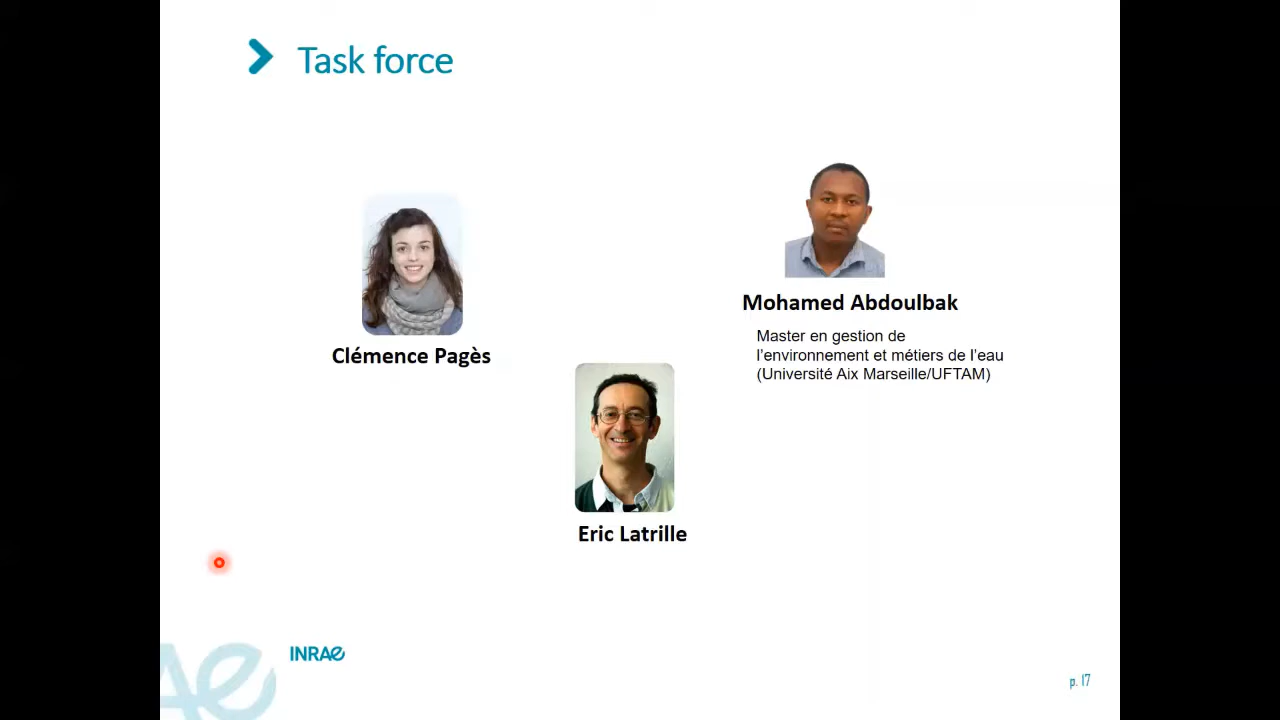 Task force
Mohamed Abdoulbak
Master en gestion de
l'environnement et métiers de l'eau
(Université Aix Marseille/UFTAM)
Clémence Pagès
Eric Latrille
INRAE
p. 17